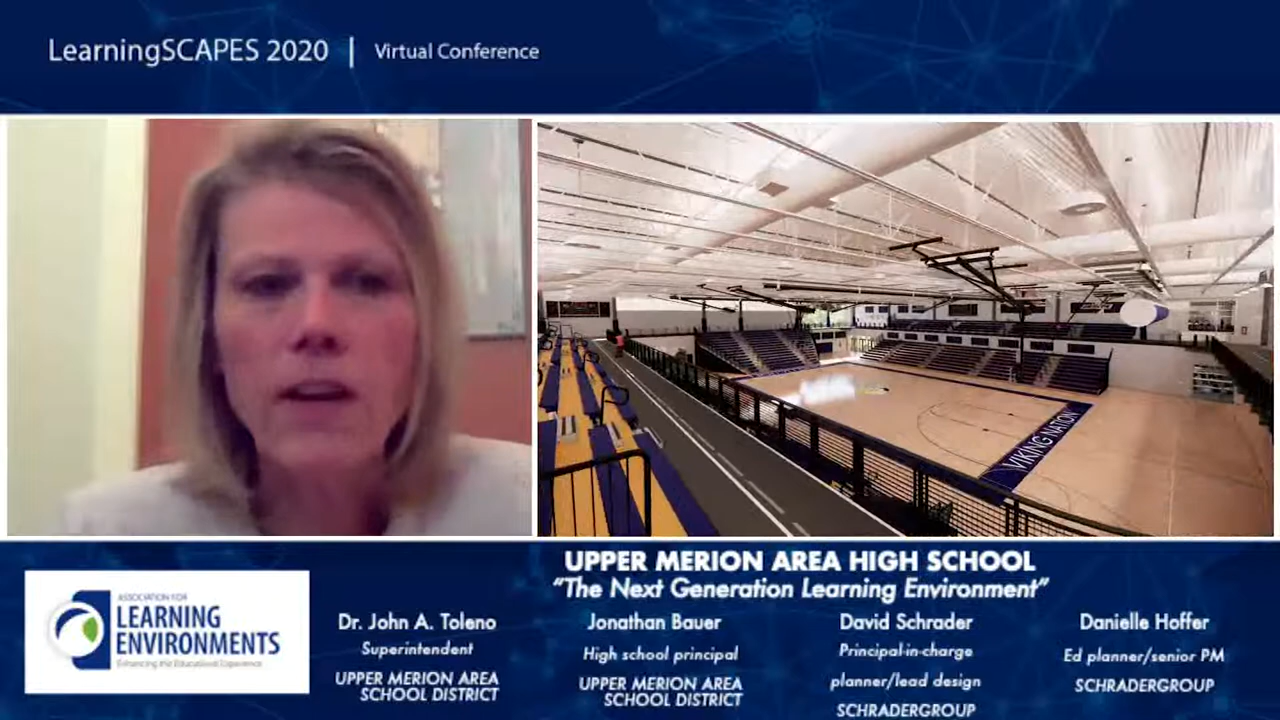 LearningSCAPES 2020 | Virtual Conference
VIKING NATION
UPPER MERION AREA HIGH SCHOOL
“The Next Generation Learning Environment”
ASSOCIATION FOR
LEARNING
ENVIRONMENTS
Enhancing the Educational Experience
Dr. John A. Toleno
Superintendent
UPPER MERION AREA
SCHOOL DISTRICT
Jonathan Bauer
High school principal
UPPER MERION AREA
SCHOOL DISTRICT
David Schrader
Principal-in-charge
planner/lead design
SCHRADERGROUP
Danielle Hoffer
Ed planner/senior PM
SCHRADERGROUP